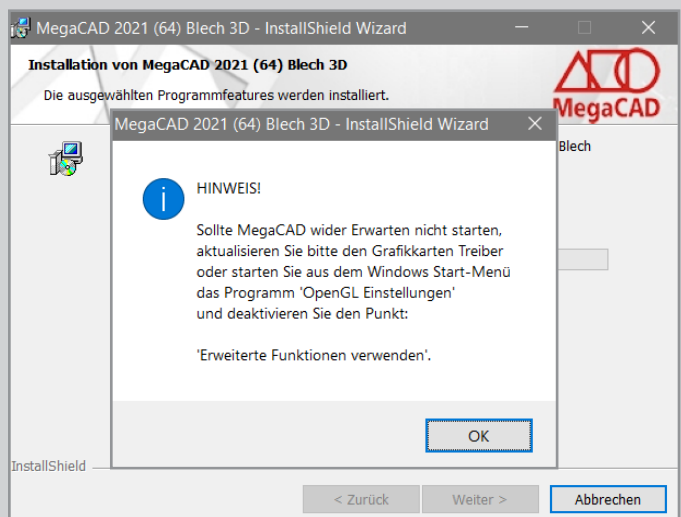 MegaCAD 2021 (64) Blech 3D - InstallShield Wizard
Installation von MegaCAD 2021 (64) Blech 3D
Die ausgewählten Programmfeatures werden installiert.
MegaCAD
MegaCAD 2021 (64) Blech 3D - InstallShield Wizard
Blech
HINWEIS!
Sollte MegaCAD wider Erwarten nicht starten,
aktualisieren Sie bitte den Grafikkarten Treiber
oder starten Sie aus dem Windows Start-Menü
das Programm 'OpenGL Einstellungen'
und deaktivieren Sie den Punkt:
'Erweiterte Funktionen verwenden'.
OK
InstallShield
< Zurück Weiter > Abbrechen